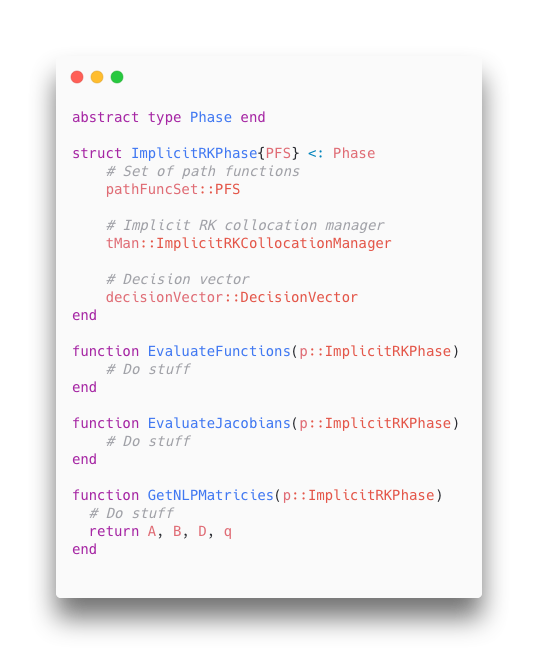 abstract type Phase end
struct ImplicitRKPhase{PFS} <: Phase
# Set of path functions
pathFuncSet::PFS
# Implicit RK collocation manager
tMan::ImplicitRKCollocationManager
# Decision vector
decisionVector::DecisionVector
end
function EvaluateFunctions(p::ImplicitRKPhase)
# Do stuff
end
function EvaluateJacobians(p::ImplicitRKPhase)
# Do stuff
end
function GetNLPMatricies(p::ImplicitRKPhase)
# Do stuff
return A, B, D, q
end